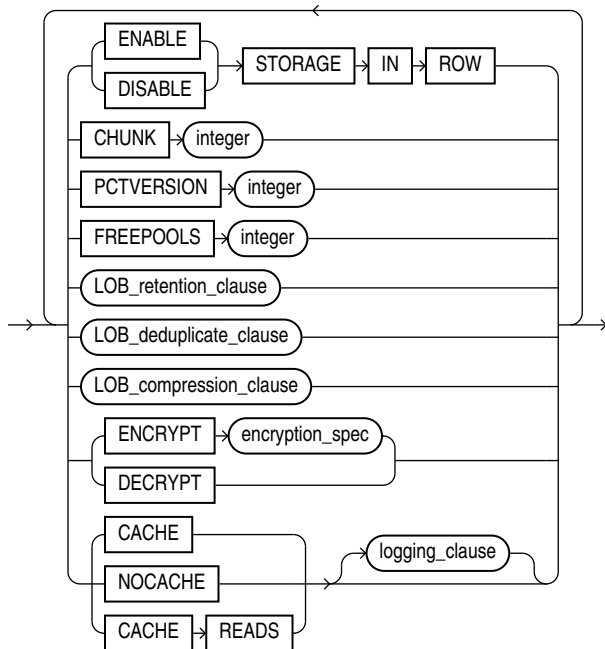 ENABLE
DISABLE
STORAGE IN ROW
CHUNK integer
PCTVERSION integer
FREEPOOLS integer
LOB_retention_clause
LOB_deduplicate_clause
LOB_compression_clause
ENCRYPT encryption_spec
DECRYPT
CACHE
NOCACHE
CACHE READS
logging_clause